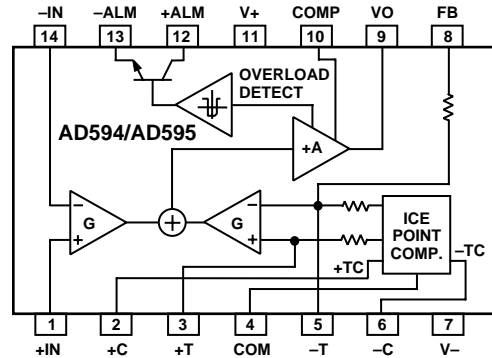 –IN –ALM +ALM V+ COMP VO FB
14 13 12 11 10 9 8
OVERLOAD
DETECT
AD594/AD595
+A
– G + + G – +
ICE
POINT
COMP.
–TC
+TC
1 2 3 4 5 6 7
+IN +C +T COM –T –C V–